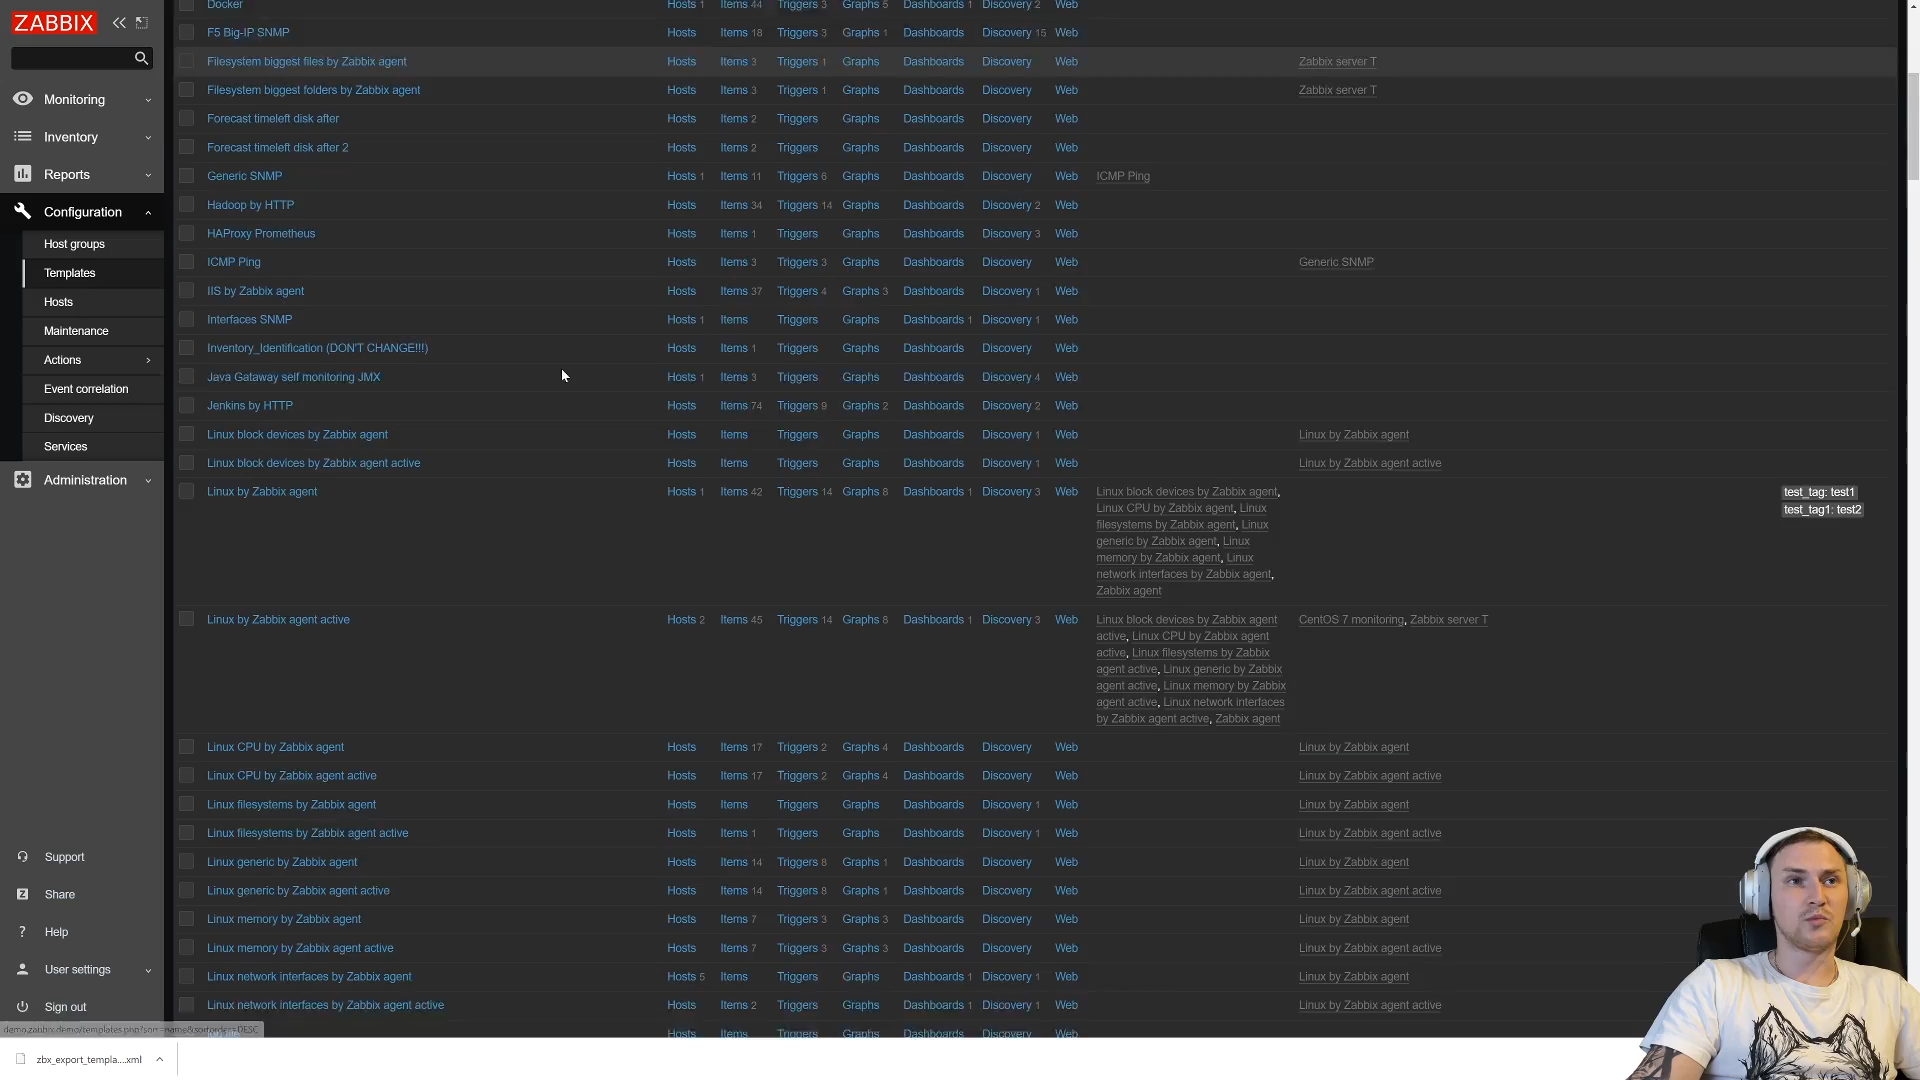 ZABBIX
Monitoring
Inventory
Reports
Configuration
Host groups
Templates
Hosts
Maintenance
Actions
Event correlation
Discovery
Services
Administration
Support
Share
Help
User settings
Sign out
Docker Hosts 1 Items 44 Triggers 3 Graphs 5 Dashboards 1 Discovery 2 Web
F5 Big-IP SNMP Hosts Items 18 Triggers 3 Graphs 1 Dashboards Discovery 15 Web
Filesystem biggest files by Zabbix agent Hosts Items 3 Triggers 1 Graphs Dashboards Discovery Web Zabbix server T
Filesystem biggest folders by Zabbix agent Hosts Items 3 Triggers 1 Graphs Dashboards Discovery Web Zabbix server T
Forecast timeleft disk after Hosts Items 2 Triggers Graphs Dashboards Discovery Web
Forecast timeleft disk after 2 Hosts Items 2 Triggers Graphs Dashboards Discovery Web
Generic SNMP Hosts 1 Items 11 Triggers 6 Graphs Dashboards Discovery Web ICMP Ping
Hadoop by HTTP Hosts Items 34 Triggers 14 Graphs Dashboards Discovery 2 Web
HAProxy Prometheus Hosts Items 1 Triggers Graphs Dashboards Discovery 3 Web
ICMP Ping Hosts Items 3 Triggers 3 Graphs Dashboards Discovery Web Generic SNMP
IIS by Zabbix agent Hosts Items 37 Triggers 4 Graphs 3 Dashboards Discovery 1 Web
Interfaces SNMP Hosts 1 Items Triggers Graphs Dashboards 1 Discovery 1 Web
Inventory_Identification (DON'T CHANGE!!!) Hosts Items 1 Triggers Graphs Dashboards Discovery Web
Java Gataway self monitoring JMX Hosts 1 Items 3 Triggers Graphs Dashboards Discovery 4 Web
Jenkins by HTTP Hosts Items 74 Triggers 9 Graphs 2 Dashboards Discovery 2 Web
Linux block devices by Zabbix agent Hosts Items Triggers Graphs Dashboards Discovery 1 Web Linux by Zabbix agent
Linux block devices by Zabbix agent active Hosts Items Triggers Graphs Dashboards Discovery 1 Web Linux by Zabbix agent active
Linux by Zabbix agent Hosts 1 Items 42 Triggers 14 Graphs 8 Dashboards 1 Discovery 3 Web Linux block devices by Zabbix agent, test_tag: test1
Linux CPU by Zabbix agent, Linux test_tag1: test2
filesystems by Zabbix agent, Linux
generic by Zabbix agent, Linux
memory by Zabbix agent, Linux
network interfaces by Zabbix agent,
Zabbix agent
Linux by Zabbix agent active Hosts 2 Items 45 Triggers 14 Graphs 8 Dashboards 1 Discovery 3 Web Linux block devices by Zabbix agent CentOS 7 monitoring, Zabbix server T
active, Linux CPU by Zabbix agent
active, Linux filesystems by Zabbix
agent active, Linux generic by Zabbix
agent active, Linux memory by Zabbix
agent active, Linux network interfaces
by Zabbix agent active, Zabbix agent
Linux CPU by Zabbix agent Hosts Items 17 Triggers 2 Graphs 4 Dashboards Discovery Web Linux by Zabbix agent
Linux CPU by Zabbix agent active Hosts Items 17 Triggers 2 Graphs 4 Dashboards Discovery Web Linux by Zabbix agent active
Linux filesystems by Zabbix agent Hosts Items Triggers Graphs Dashboards Discovery 1 Web Linux by Zabbix agent
Linux filesystems by Zabbix agent active Hosts Items 1 Triggers Graphs Dashboards Discovery 1 Web Linux by Zabbix agent active
Linux generic by Zabbix agent Hosts Items 14 Triggers 8 Graphs 1 Dashboards Discovery Web Linux by Zabbix agent
Linux generic by Zabbix agent active Hosts Items 14 Triggers 8 Graphs 1 Dashboards Discovery Web Linux by Zabbix agent active
Linux memory by Zabbix agent Hosts Items 7 Triggers 3 Graphs 3 Dashboards Discovery Web Linux by Zabbix agent
Linux memory by Zabbix agent active Hosts Items 7 Triggers 3 Graphs 3 Dashboards Discovery Web Linux by Zabbix agent active
Linux network interfaces by Zabbix agent Hosts 5 Items Triggers Graphs Dashboards 1 Discovery 1 Web Linux by Zabbix agent
Linux network interfaces by Zabbix agent active Hosts Items 2 Triggers Graphs Dashboards 1 Discovery 1 Web Linux by Zabbix agent active
Hosts Items Triggers Graphs Dashboards Discovery Web
demo.zabbix.demo/templates.php?sort=name&sortorder=DESC
zbx_export_templa....xml